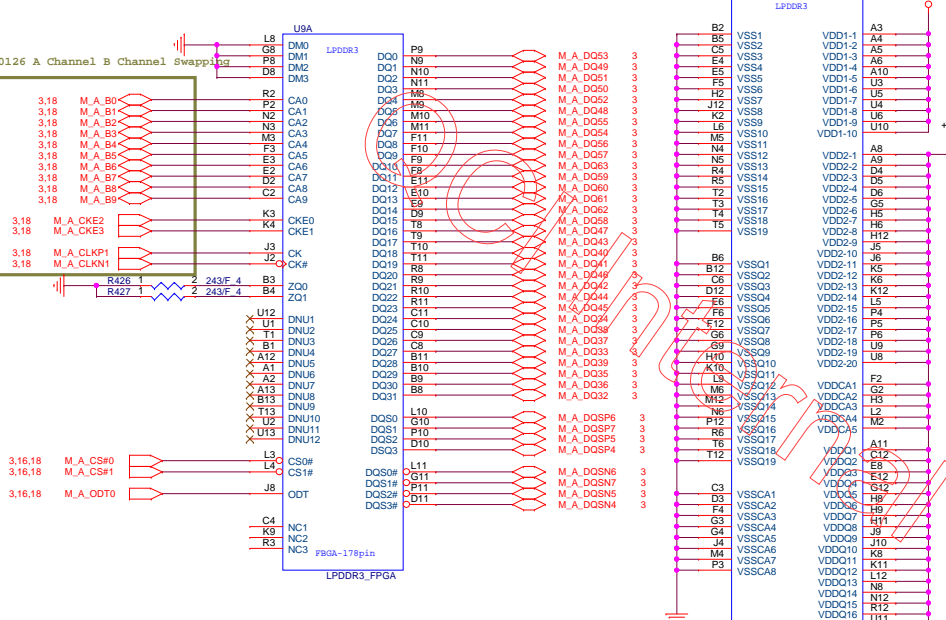 LPDDR3
U9A
LPDDR3
0126 A Channel B Channel Swapping
L8 DM0
G8 DM1
P8 DM2
D8 DM3
3,18 M_A_B0 R2 CA0
3,18 M_A_B1 P2 CA1
3,18 M_A_B2 N2 CA2
3,18 M_A_B3 N3 CA3
3,18 M_A_B4 M3 CA4
3,18 M_A_B5 F3 CA5
3,18 M_A_B6 E3 CA6
3,18 M_A_B7 E2 CA7
3,18 M_A_B8 D2 CA8
3,18 M_A_B9 C2 CA9
3,18 M_A_CKE2 K3 CKE0
3,18 M_A_CKE3 K4 CKE1
3,18 M_A_CLKP1 J3 CK
3,18 M_A_CLKN1 J2 CK#
R426 1 2 243/F_4 B3 ZQ0
R427 1 2 243/F_4 B4 ZQ1
U12 DNU1
U1 DNU2
T1 DNU3
B1 DNU4
A12 DNU5
A1 DNU6
A2 DNU7
A13 DNU8
B13 DNU9
T13 DNU10
U2 DNU11
U13 DNU12
3,16,18 M_A_CS#0 L3 CS0#
3,16,18 M_A_CS#1 L4 CS1#
3,16,18 M_A_ODT0 J8 ODT
C4 NC1
K9 NC2
R3 NC3
FBGA-178pin
LPDDR3_FPGA
DQ0 P9 M_A_DQ53 3
DQ1 N9 M_A_DQ49 3
DQ2 N10 M_A_DQ51 3
DQ3 N11 M_A_DQ50 3
DQ4 M8 M_A_DQ52 3
DQ5 M9 M_A_DQ48 3
DQ6 M10 M_A_DQ55 3
DQ7 M11 M_A_DQ54 3
DQ8 F11 M_A_DQ56 3
DQ9 F10 M_A_DQ57 3
DQ10 F9 M_A_DQ63 3
DQ11 F8 M_A_DQ59 3
DQ12 E11 M_A_DQ60 3
DQ13 E10 M_A_DQ61 3
DQ14 E9 M_A_DQ62 3
DQ15 D9 M_A_DQ58 3
DQ16 T8 M_A_DQ47 3
DQ17 T9 M_A_DQ43 3
DQ18 T10 M_A_DQ40 3
DQ19 T11 M_A_DQ41 3
DQ20 R8 M_A_DQ46 3
DQ21 R9 M_A_DQ42 3
DQ22 R10 M_A_DQ44 3
DQ23 R11 M_A_DQ45 3
DQ24 C11 M_A_DQ34 3
DQ25 C10 M_A_DQ38 3
DQ26 C9 M_A_DQ37 3
DQ27 C8 M_A_DQ33 3
DQ28 B11 M_A_DQ39 3
DQ29 B10 M_A_DQ35 3
DQ30 B9 M_A_DQ36 3
DQ31 B8 M_A_DQ32 3
DQS0 L10 M_A_DQSP6 3
DQS1 G10 M_A_DQSP7 3
DQS2 P10 M_A_DQSP5 3
DSQ3 D10 M_A_DQSP4 3
DQS0# L11 M_A_DQSN6 3
DQS1# G11 M_A_DQSN7 3
DQS2# P11 M_A_DQSN5 3
DQS3# D11 M_A_DQSN4 3
B2 VSS1
B5 VSS2
C5 VSS3
E4 VSS4
E5 VSS5
F5 VSS6
H2 VSS7
J12 VSS8
K2 VSS9
L6 VSS10
M5 VSS11
N4 VSS12
N5 VSS13
R4 VSS14
R5 VSS15
T2 VSS16
T3 VSS17
T4 VSS18
T5 VSS19
B6 VSSQ1
B12 VSSQ2
C6 VSSQ3
D12 VSSQ4
E6 VSSQ5
F6 VSSQ6
F12 VSSQ7
G6 VSSQ8
G9 VSSQ9
H10 VSSQ10
K10 VSSQ11
L9 VSSQ12
M6 VSSQ13
M12 VSSQ14
N6 VSSQ15
P12 VSSQ16
R6 VSSQ17
T6 VSSQ18
T12 VSSQ19
C3 VSSCA1
D3 VSSCA2
F4 VSSCA3
G3 VSSCA4
G4 VSSCA5
J4 VSSCA6
M4 VSSCA7
P3 VSSCA8
VDD1-1 A3
VDD1-2 A4
VDD1-3 A5
VDD1-4 A6
VDD1-5 A10
VDD1-6 U3
VDD1-7 U5
VDD1-8 U4
VDD1-9 U6
VDD1-10 U10
VDD2-1 A8
VDD2-2 A9
VDD2-3 D4
VDD2-4 D5
VDD2-5 D6
VDD2-6 G5
VDD2-7 H5
VDD2-8 H6
VDD2-9 H12
VDD2-10 J5
VDD2-11 J6
VDD2-12 K5
VDD2-13 K6
VDD2-14 K12
VDD2-15 L5
VDD2-16 P4
VDD2-17 P5
VDD2-18 P6
VDD2-19 U9
VDD2-20 U8
VDDCA1 F2
VDDCA2 G2
VDDCA3 H3
VDDCA4 L2
VDDCA5 M2
VDDQ1 A11
VDDQ2 C12
VDDQ3 E8
VDDQ4 E12
VDDQ5 G12
VDDQ6 H8
VDDQ7 H9
VDDQ8 H11
VDDQ9 J9
VDDQ10 J10
VDDQ11 K8
VDDQ12 K11
VDDQ13 L12
VDDQ14 N8
VDDQ15 N12
VDDQ16 R12
U11